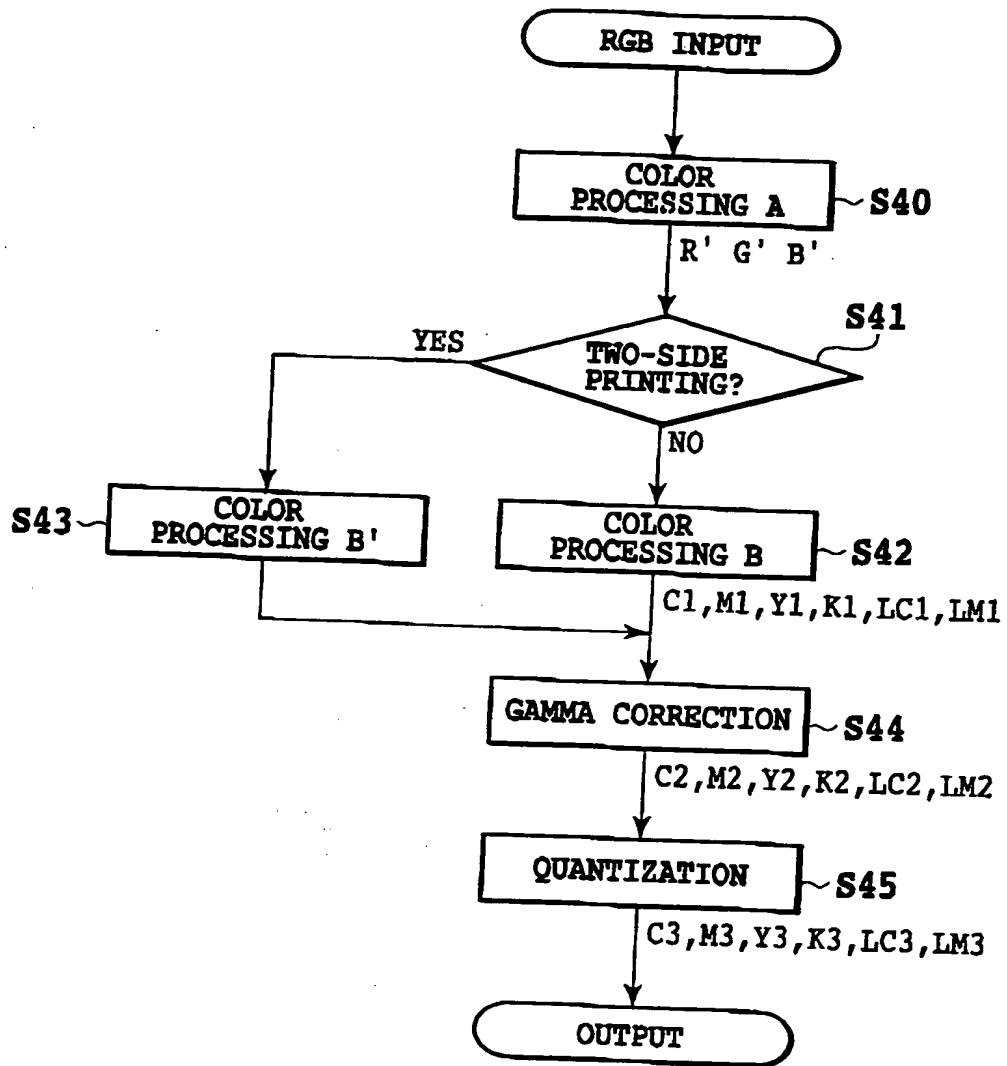 RGB INPUT
COLOR
PROCESSING A
S40
R' G' B'
S41
YES
TWO-SIDE
PRINTING?
NO
S43
COLOR
PROCESSING B'
COLOR
PROCESSING B
S42
C1,M1,Y1,K1,LC1,LM1
GAMMA CORRECTION
S44
C2,M2,Y2,K2,LC2,LM2
QUANTIZATION
S45
C3,M3,Y3,K3,LC3,LM3
OUTPUT